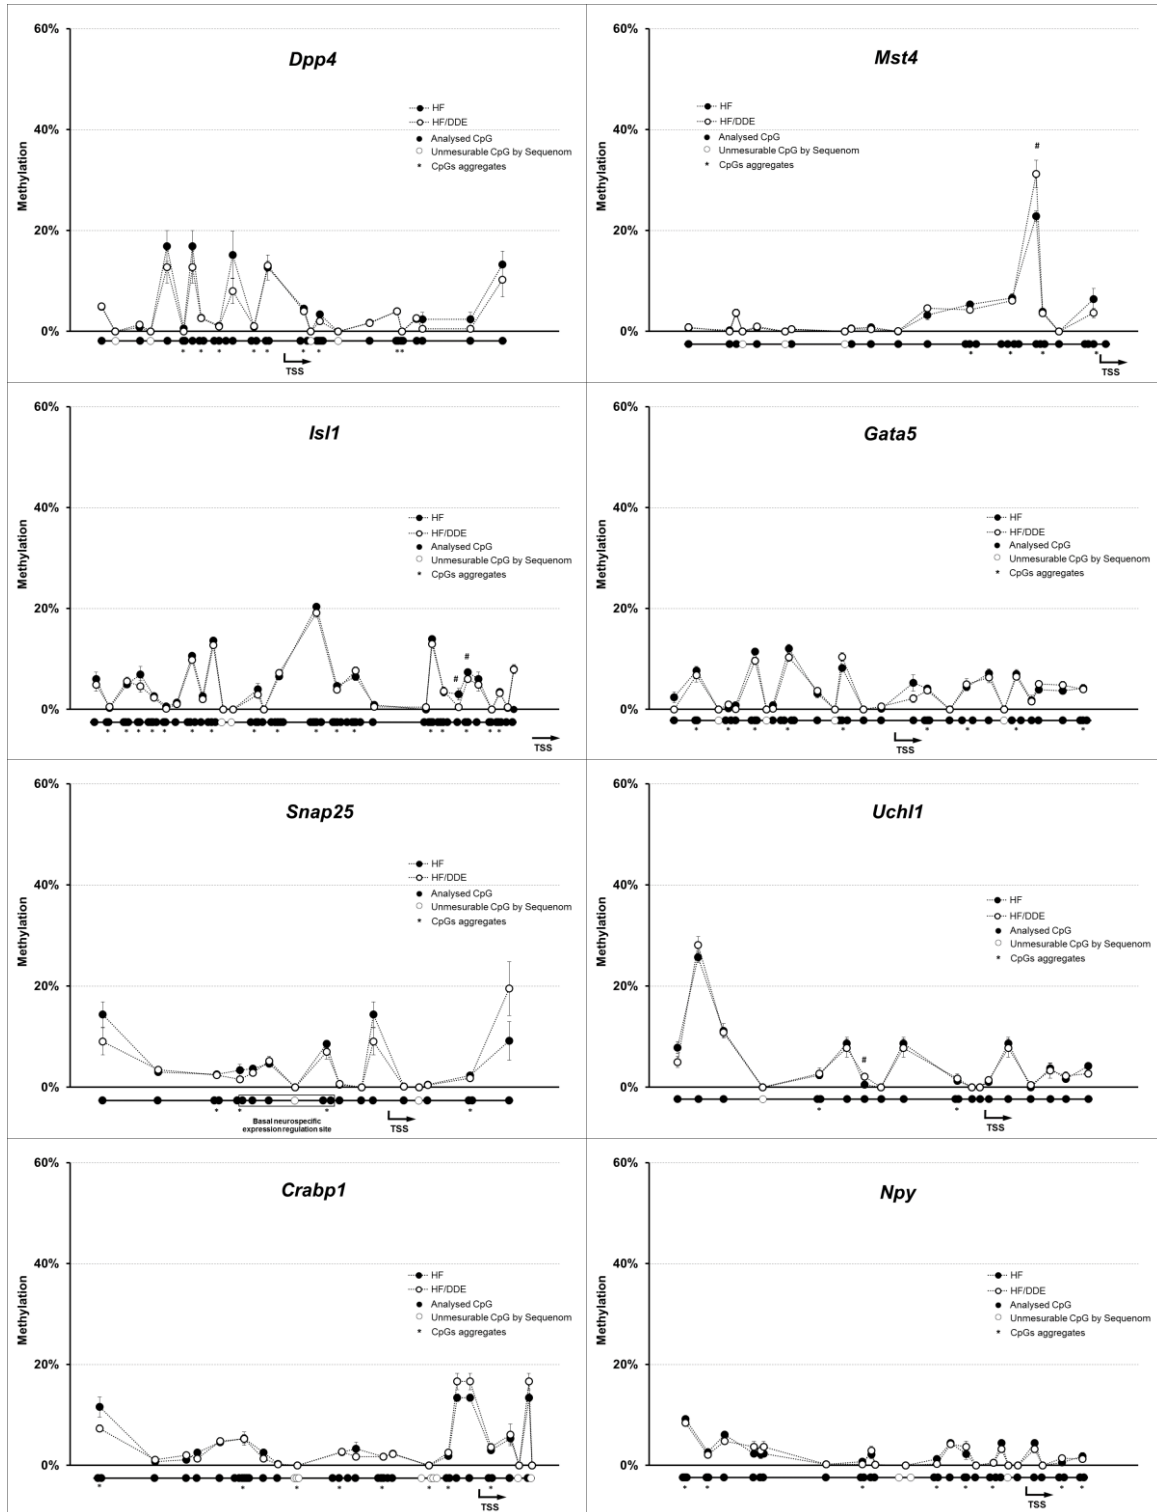 60%
Dpp4
40%
20%
0%
Methylation
HF
HF/DDE
Analysed CpG
Unmesurable CpG by Sequenom
* CpGs aggregates
* * * * * * * **
TSS
60%
Mst4
40%
20%
0%
Methylation
HF
HF/DDE
Analysed CpG
Unmesurable CpG by Sequenom
* CpGs aggregates
#
* * * *
TSS
60%
Isl1
40%
20%
0%
Methylation
HF
HF/DDE
Analysed CpG
Unmesurable CpG by Sequenom
* CpGs aggregates
# #
* * * * * * * * * * * * * * * *
TSS
60%
Gata5
40%
20%
0%
Methylation
HF
HF/DDE
Analysed CpG
Unmesurable CpG by Sequenom
* CpGs aggregates
* * * * * * * *
TSS
60%
Snap25
40%
20%
0%
Methylation
HF
HF/DDE
Analysed CpG
Unmesurable CpG by Sequenom
* CpGs aggregates
* * * *
Basal neurospecific
expression regulation site
TSS
60%
Uchl1
40%
20%
0%
Methylation
HF
HF/DDE
Analysed CpG
Unmesurable CpG by Sequenom
* CpGs aggregates
#
* *
TSS
60%
Crabp1
40%
20%
0%
Methylation
HF
HF/DDE
Analysed CpG
Unmesurable CpG by Sequenom
* CpGs aggregates
* * * * * * * *
TSS
60%
Npy
40%
20%
0%
Methylation
HF
HF/DDE
Analysed CpG
Unmesurable CpG by Sequenom
* CpGs aggregates
* * * * * * * *
TSS